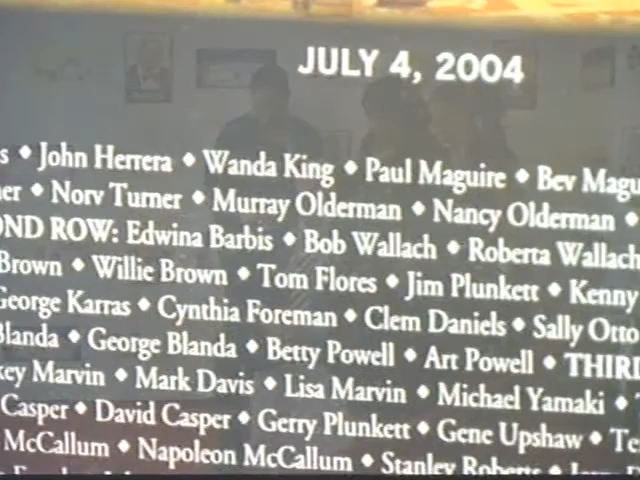 JULY 4, 2004
s ♦ John Herrera ♦ Wanda King ♦ Paul Maguire ♦ Bev Magu
er ♦ Norv Turner ♦ Murray Olderman ♦ Nancy Olderman ♦
OND ROW: Edwina Barbis ♦ Bob Wallach ♦ Roberta Wallach
Brown ♦ Willie Brown ♦ Tom Flores ♦ Jim Plunkett ♦ Kenny
George Karras ♦ Cynthia Foreman ♦ Clem Daniels ♦ Sally Otto
Blanda ♦ George Blanda ♦ Betty Powell ♦ Art Powell ♦ THIRD
key Marvin ♦ Mark Davis ♦ Lisa Marvin ♦ Michael Yamaki ♦
Casper ♦ David Casper ♦ Gerry Plunkett ♦ Gene Upshaw ♦ Te
McCallum ♦ Napoleon McCallum ♦ Stanley Roberts ♦